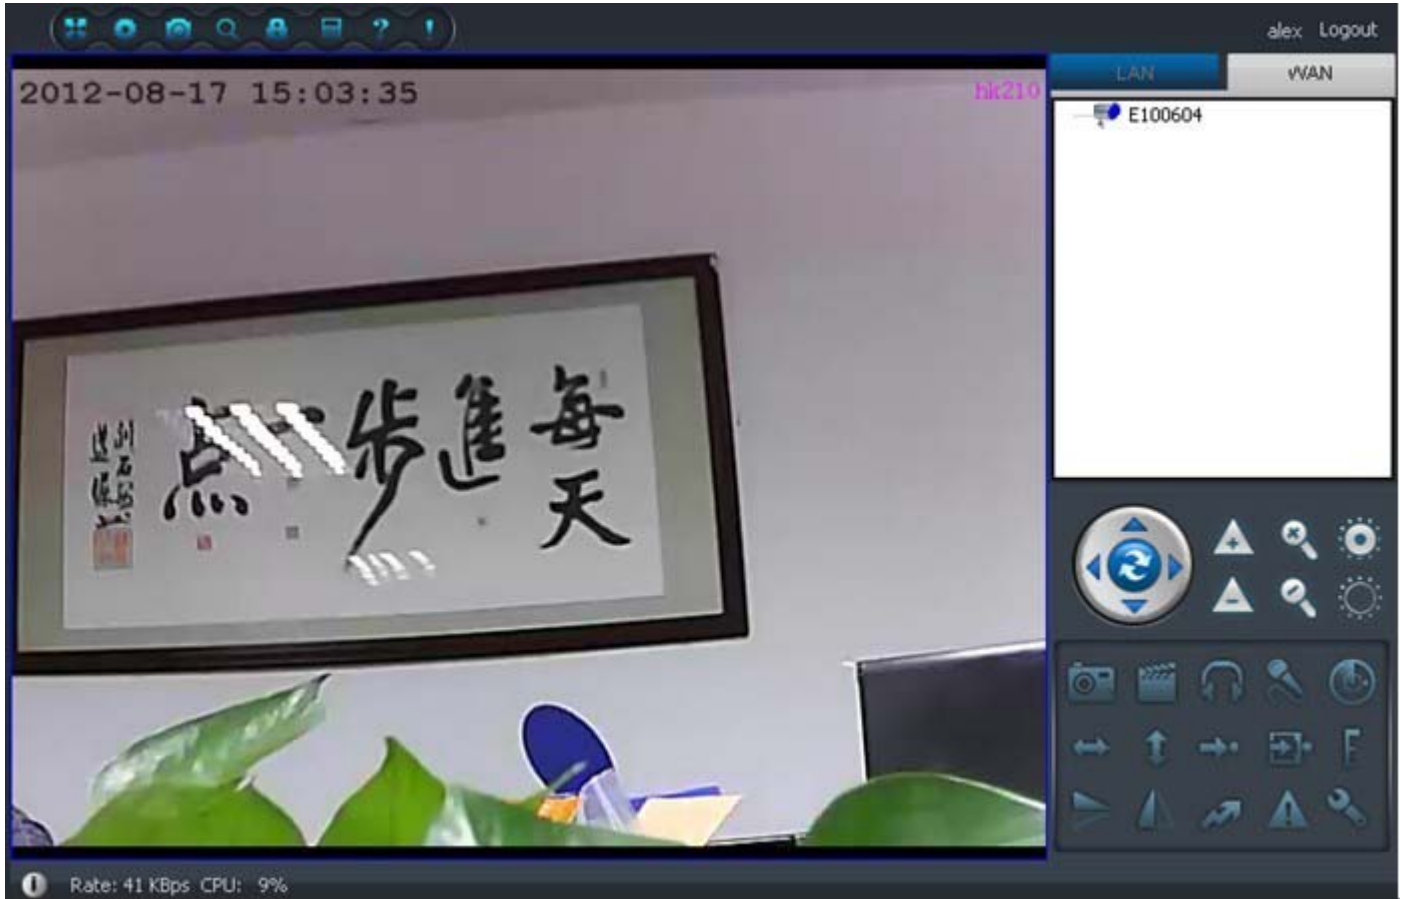 alex Logout
2012-08-17 15:03:35
hk210
LAN
WAN
E100604
每天
進步
一点
Rate: 41 KBps CPU: 9%